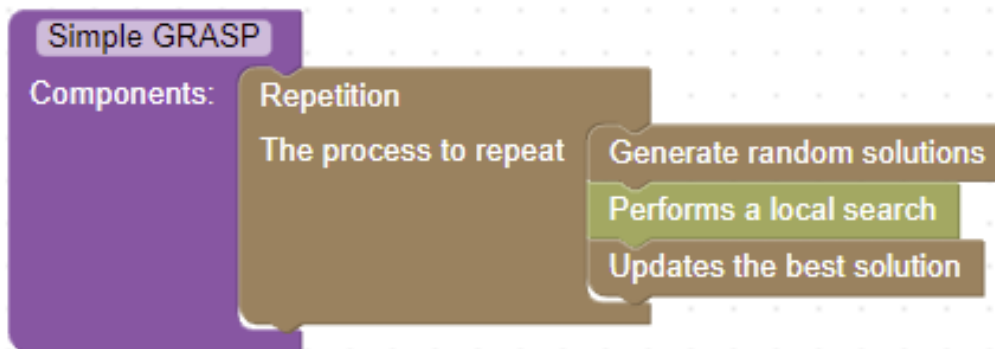 Simple GRASP
Components:
Repetition
The process to repeat
Generate random solutions
Performs a local search
Updates the best solution